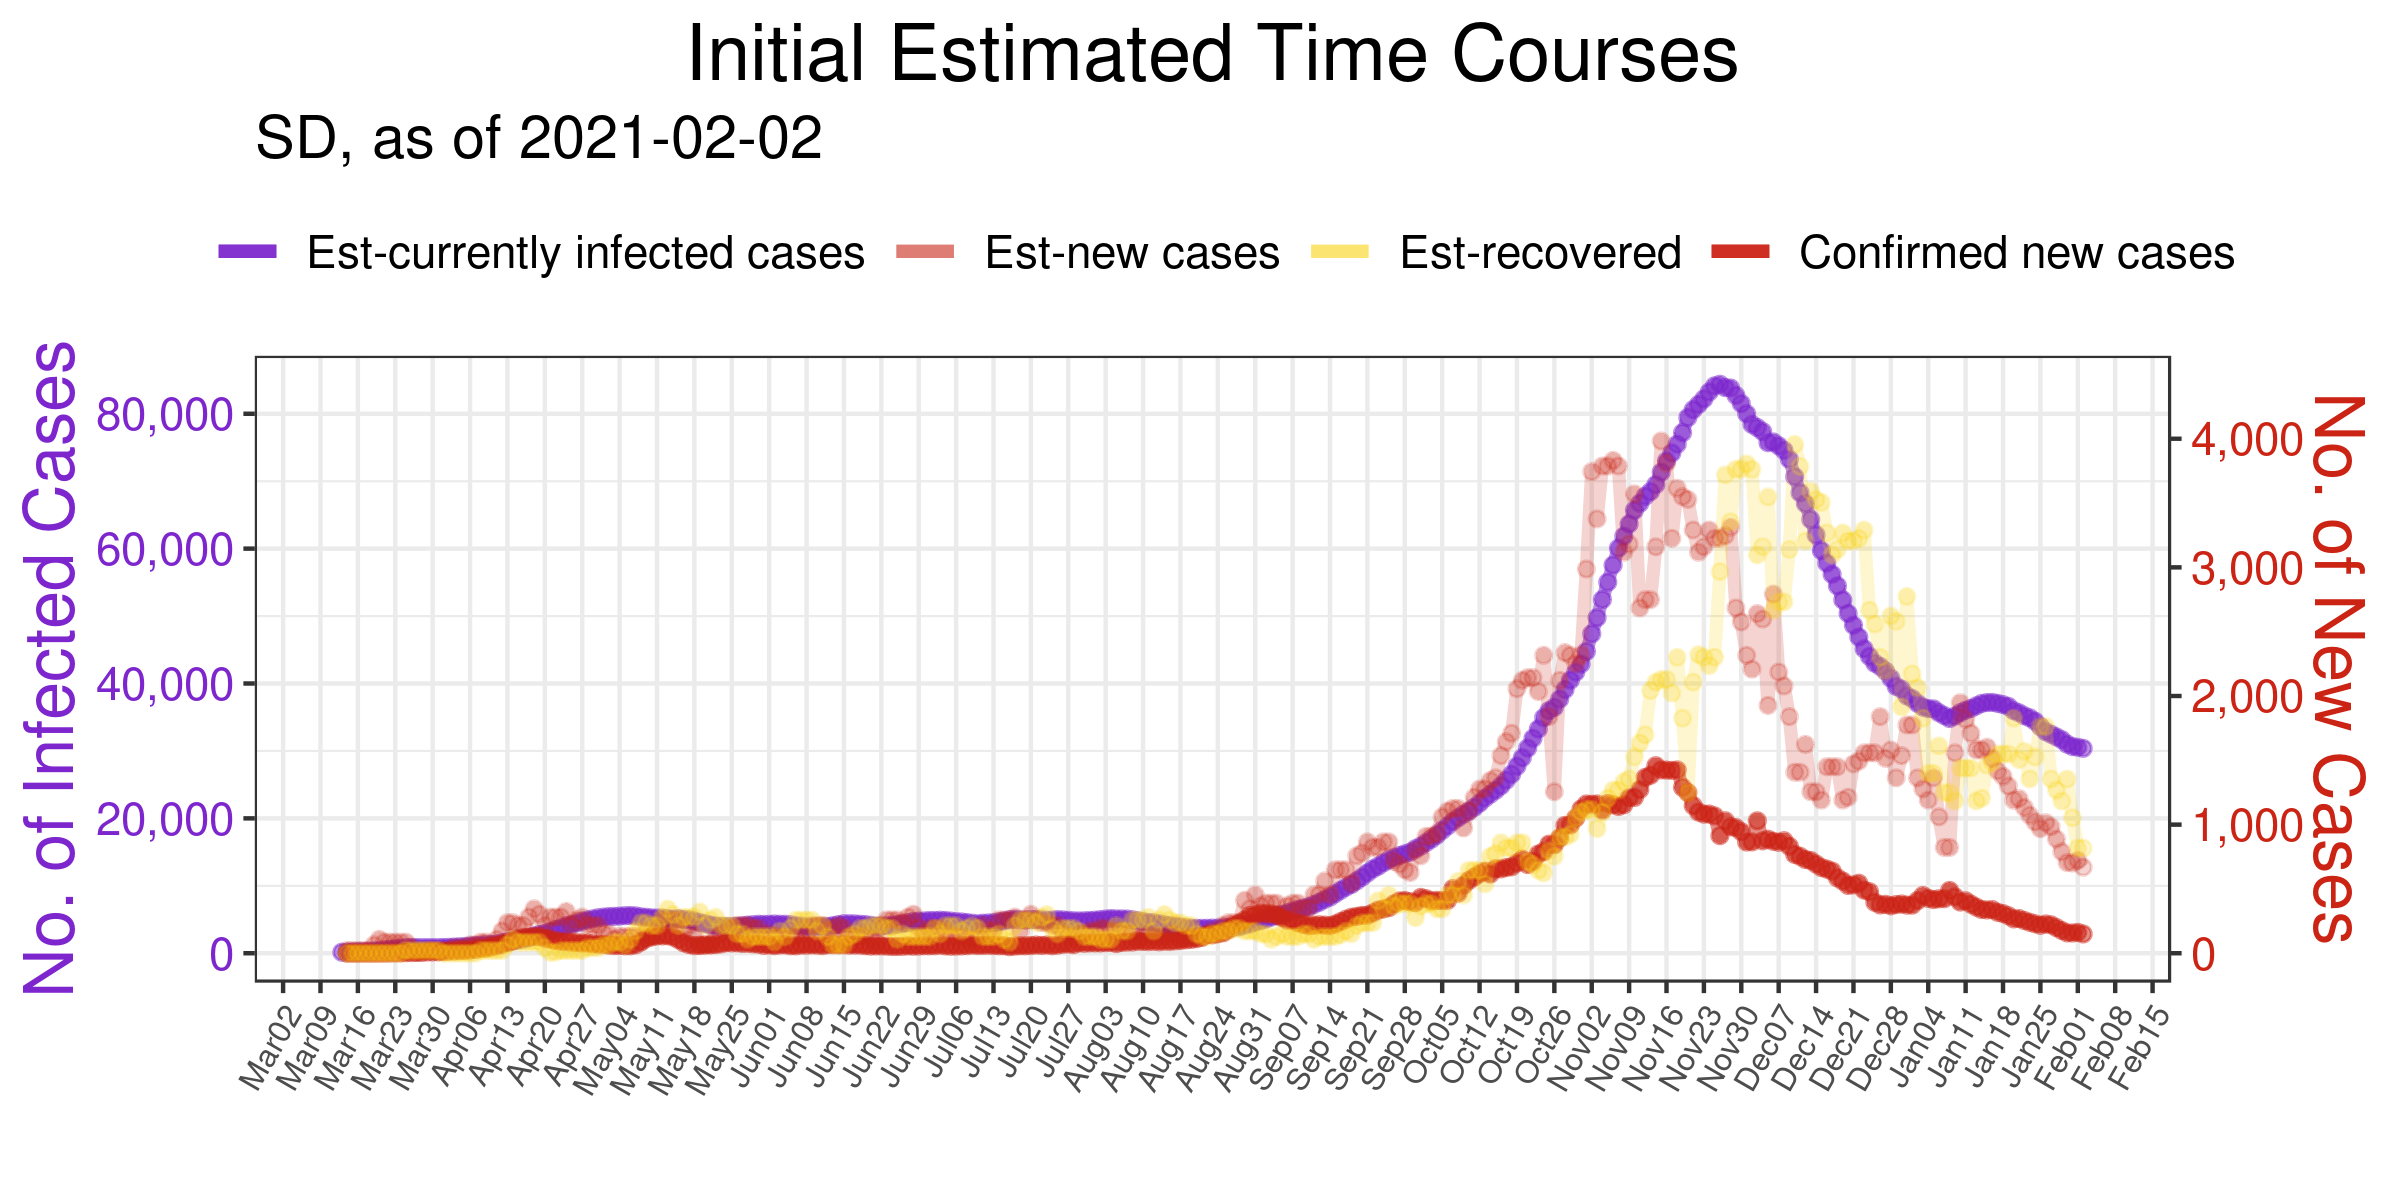 Initial Estimated Time Courses
SD, as of 2021-02-02
Est-currently infected cases
Est-new cases
Est-recovered
Confirmed new cases
No. of Infected Cases
80,000
60,000
40,000
20,000
0
4,000
3,000
2,000
1,000
0
No. of New Cases
Mar02
Mar09
Mar16
Mar23
Mar30
Apr06
Apr13
Apr20
Apr27
May04
May11
May18
May25
Jun01
Jun08
Jun15
Jun22
Jun29
Jul06
Jul13
Jul20
Jul27
Aug03
Aug10
Aug17
Aug24
Aug31
Sep07
Sep14
Sep21
Sep28
Oct05
Oct12
Oct19
Oct26
Nov02
Nov09
Nov16
Nov23
Nov30
Dec07
Dec14
Dec21
Dec28
Jan04
Jan11
Jan18
Jan25
Feb01
Feb08
Feb15